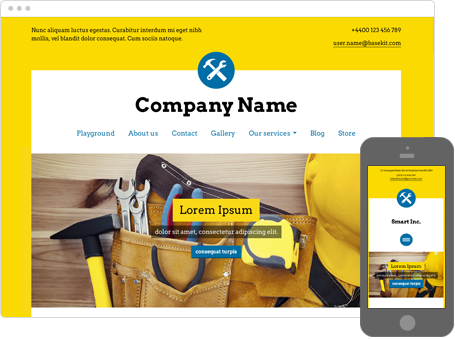 Nunc aliquam luctus egestas. Curabitur interdum mi eget nibh
mollis, vel blandit dolor consequat. Cum sociis natoque.
+4400 123 456 789
user.name@basekit.com
Company Name
Playground About us Contact Gallery Our services Blog Store
Lorem Ipsum
dolor sit amet, consectetur adipiscing elit.
consequat turpis
Smart Inc.
Lorem Ipsum
consequat turpis